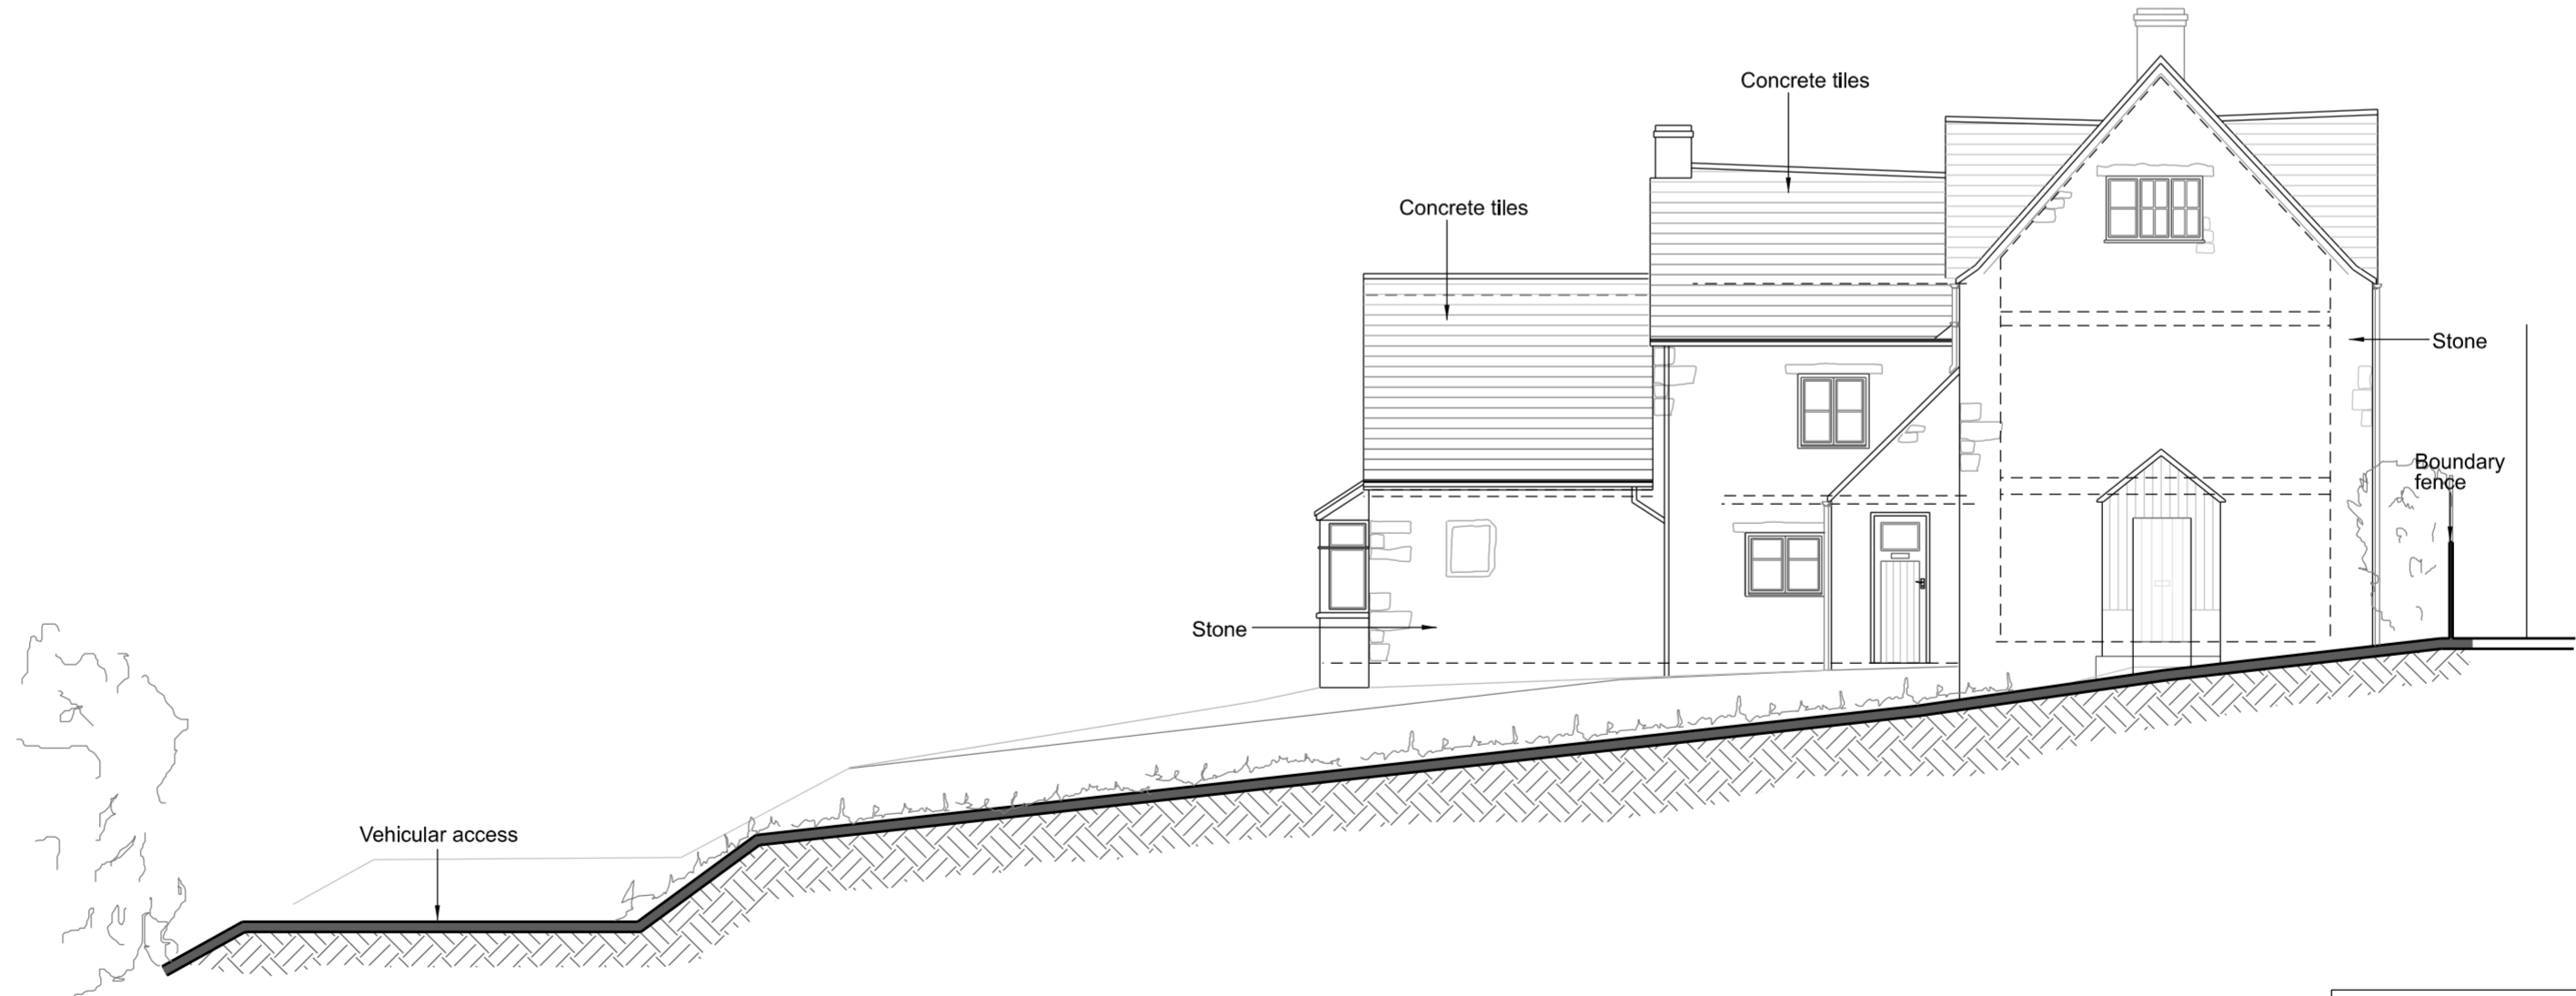 Concrete tiles
Concrete tiles
Stone
Boundary
fence
Stone
Vehicular access